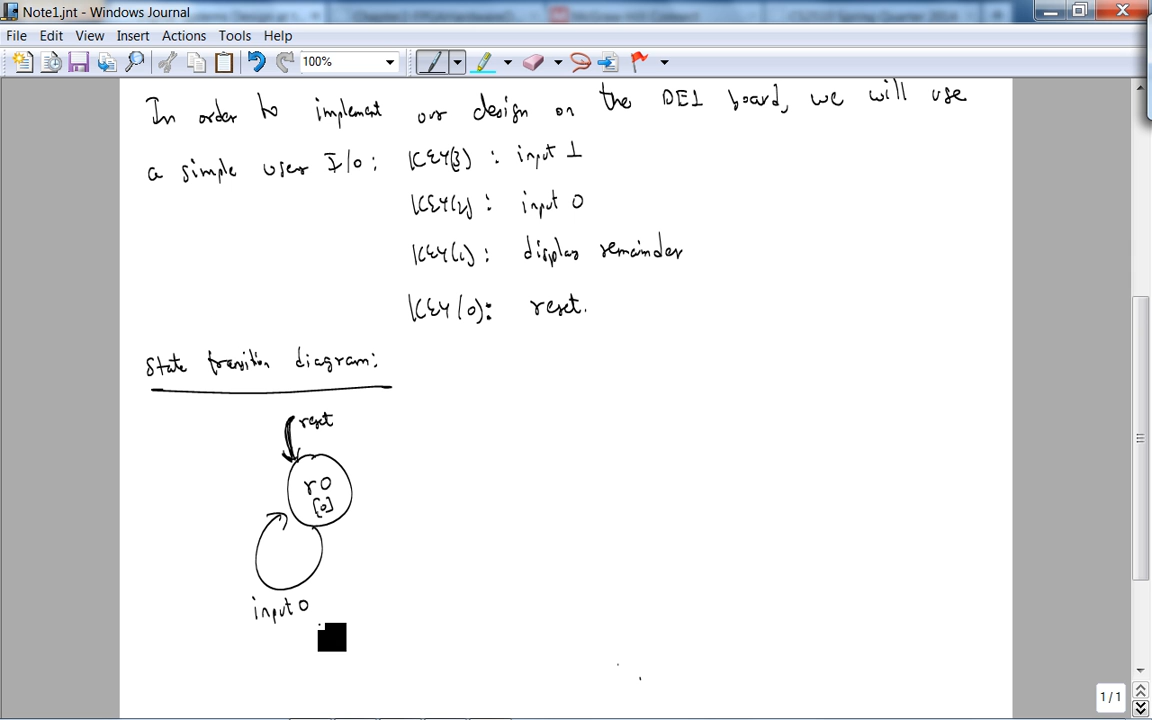 Note1.jnt - Windows Journal
File Edit View Insert Actions Tools Help
100%
In order to implement our design on the DE1 board, we will use
a simple user I/O: KEY(3) : input 1
KEY(2) : input 0
KEY(1) : display remainder
KEY(0): reset.
State transition diagram:
reset
r0
[0]
input 0
1 / 1